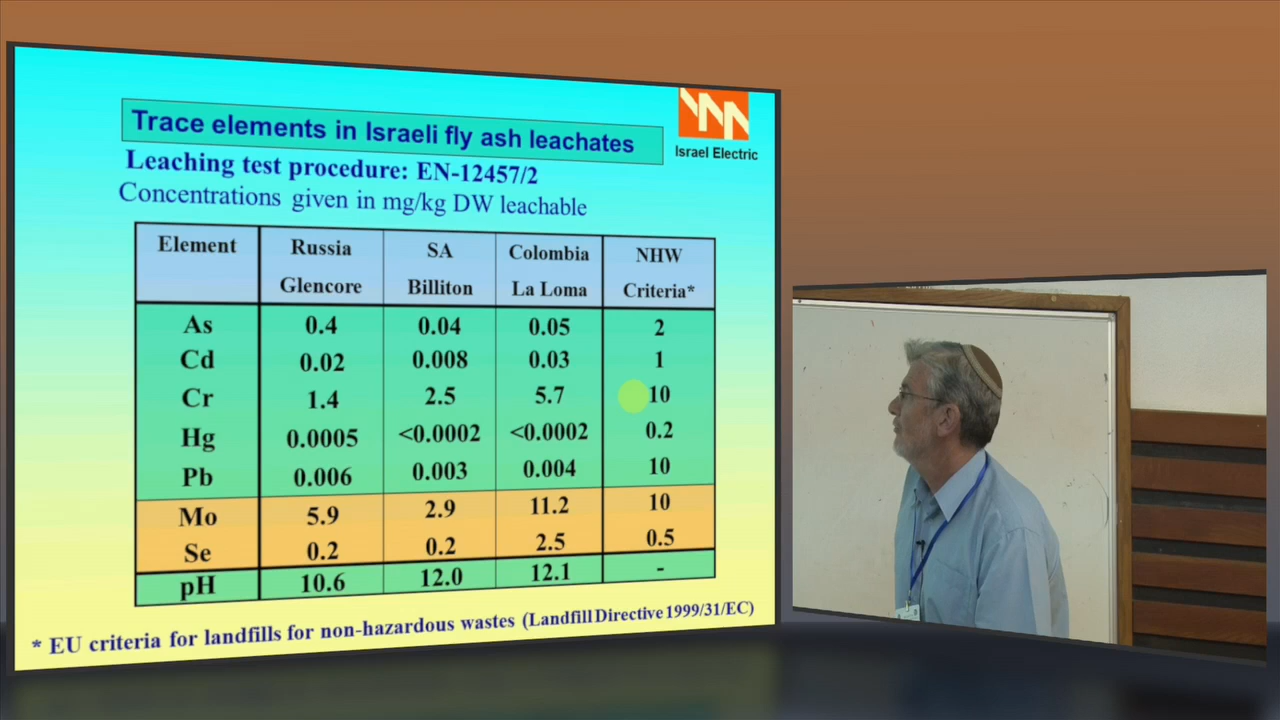 Trace elements in Israeli fly ash leachates
Israel Electric
Leaching test procedure: EN-12457/2
Concentrations given in mg/kg DW leachable
Element Russia Glencore SA Billiton Colombia La Loma NHW Criteria*
As 0.4 0.04 0.05 2
Cd 0.02 0.008 0.03 1
Cr 1.4 2.5 5.7 10
Hg 0.0005 <0.0002 <0.0002 0.2
Pb 0.006 0.003 0.004 10
Mo 5.9 2.9 11.2 10
Se 0.2 0.2 2.5 0.5
pH 10.6 12.0 12.1 -
* EU criteria for landfills for non-hazardous wastes (Landfill Directive 1999/31/EC)